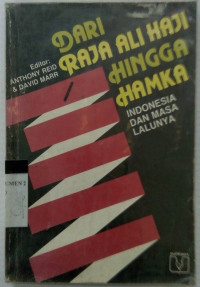 DARI
RAJA ALI HAJI
HINGGA
HAMKA
INDONESIA
DAN MASA
LALUNYA
Editor:
ANTHONY REID
& DAVID MARR